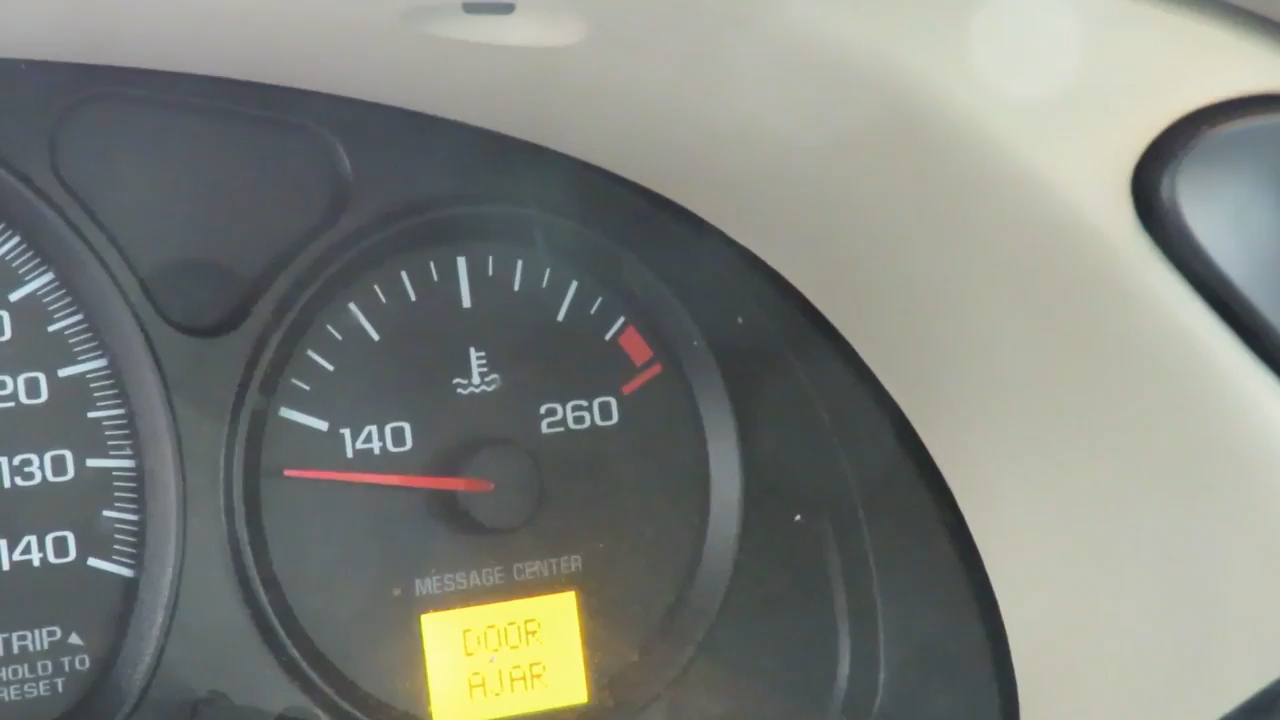 20
130
140
TRIP▲
HOLD TO
RESET
140
260
MESSAGE CENTER
DOOR
AJAR